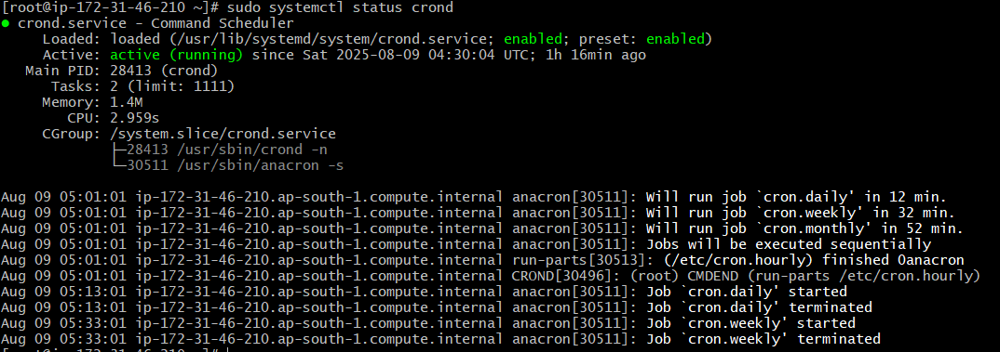 [root@ip-172-31-46-210 ~]# sudo systemctl status crond
● crond.service - Command Scheduler
     Loaded: loaded (/usr/lib/systemd/system/crond.service; enabled; preset: enabled)
     Active: active (running) since Sat 2025-08-09 04:30:04 UTC; 1h 16min ago
   Main PID: 28413 (crond)
      Tasks: 2 (limit: 1111)
     Memory: 1.4M
        CPU: 2.959s
     CGroup: /system.slice/crond.service
             ├─28413 /usr/sbin/crond -n
             └─30511 /usr/sbin/anacron -s

Aug 09 05:01:01 ip-172-31-46-210.ap-south-1.compute.internal anacron[30511]: Will run job `cron.daily' in 12 min.
Aug 09 05:01:01 ip-172-31-46-210.ap-south-1.compute.internal anacron[30511]: Will run job `cron.weekly' in 32 min.
Aug 09 05:01:01 ip-172-31-46-210.ap-south-1.compute.internal anacron[30511]: Will run job `cron.monthly' in 52 min.
Aug 09 05:01:01 ip-172-31-46-210.ap-south-1.compute.internal anacron[30511]: Jobs will be executed sequentially
Aug 09 05:01:01 ip-172-31-46-210.ap-south-1.compute.internal run-parts[30513]: (/etc/cron.hourly) finished 0anacron
Aug 09 05:01:01 ip-172-31-46-210.ap-south-1.compute.internal CROND[30496]: (root) CMDEND (run-parts /etc/cron.hourly)
Aug 09 05:13:01 ip-172-31-46-210.ap-south-1.compute.internal anacron[30511]: Job `cron.daily' started
Aug 09 05:13:01 ip-172-31-46-210.ap-south-1.compute.internal anacron[30511]: Job `cron.daily' terminated
Aug 09 05:33:01 ip-172-31-46-210.ap-south-1.compute.internal anacron[30511]: Job `cron.weekly' started
Aug 09 05:33:01 ip-172-31-46-210.ap-south-1.compute.internal anacron[30511]: Job `cron.weekly' terminated
[root@ip-172-31-46-210 ~]#